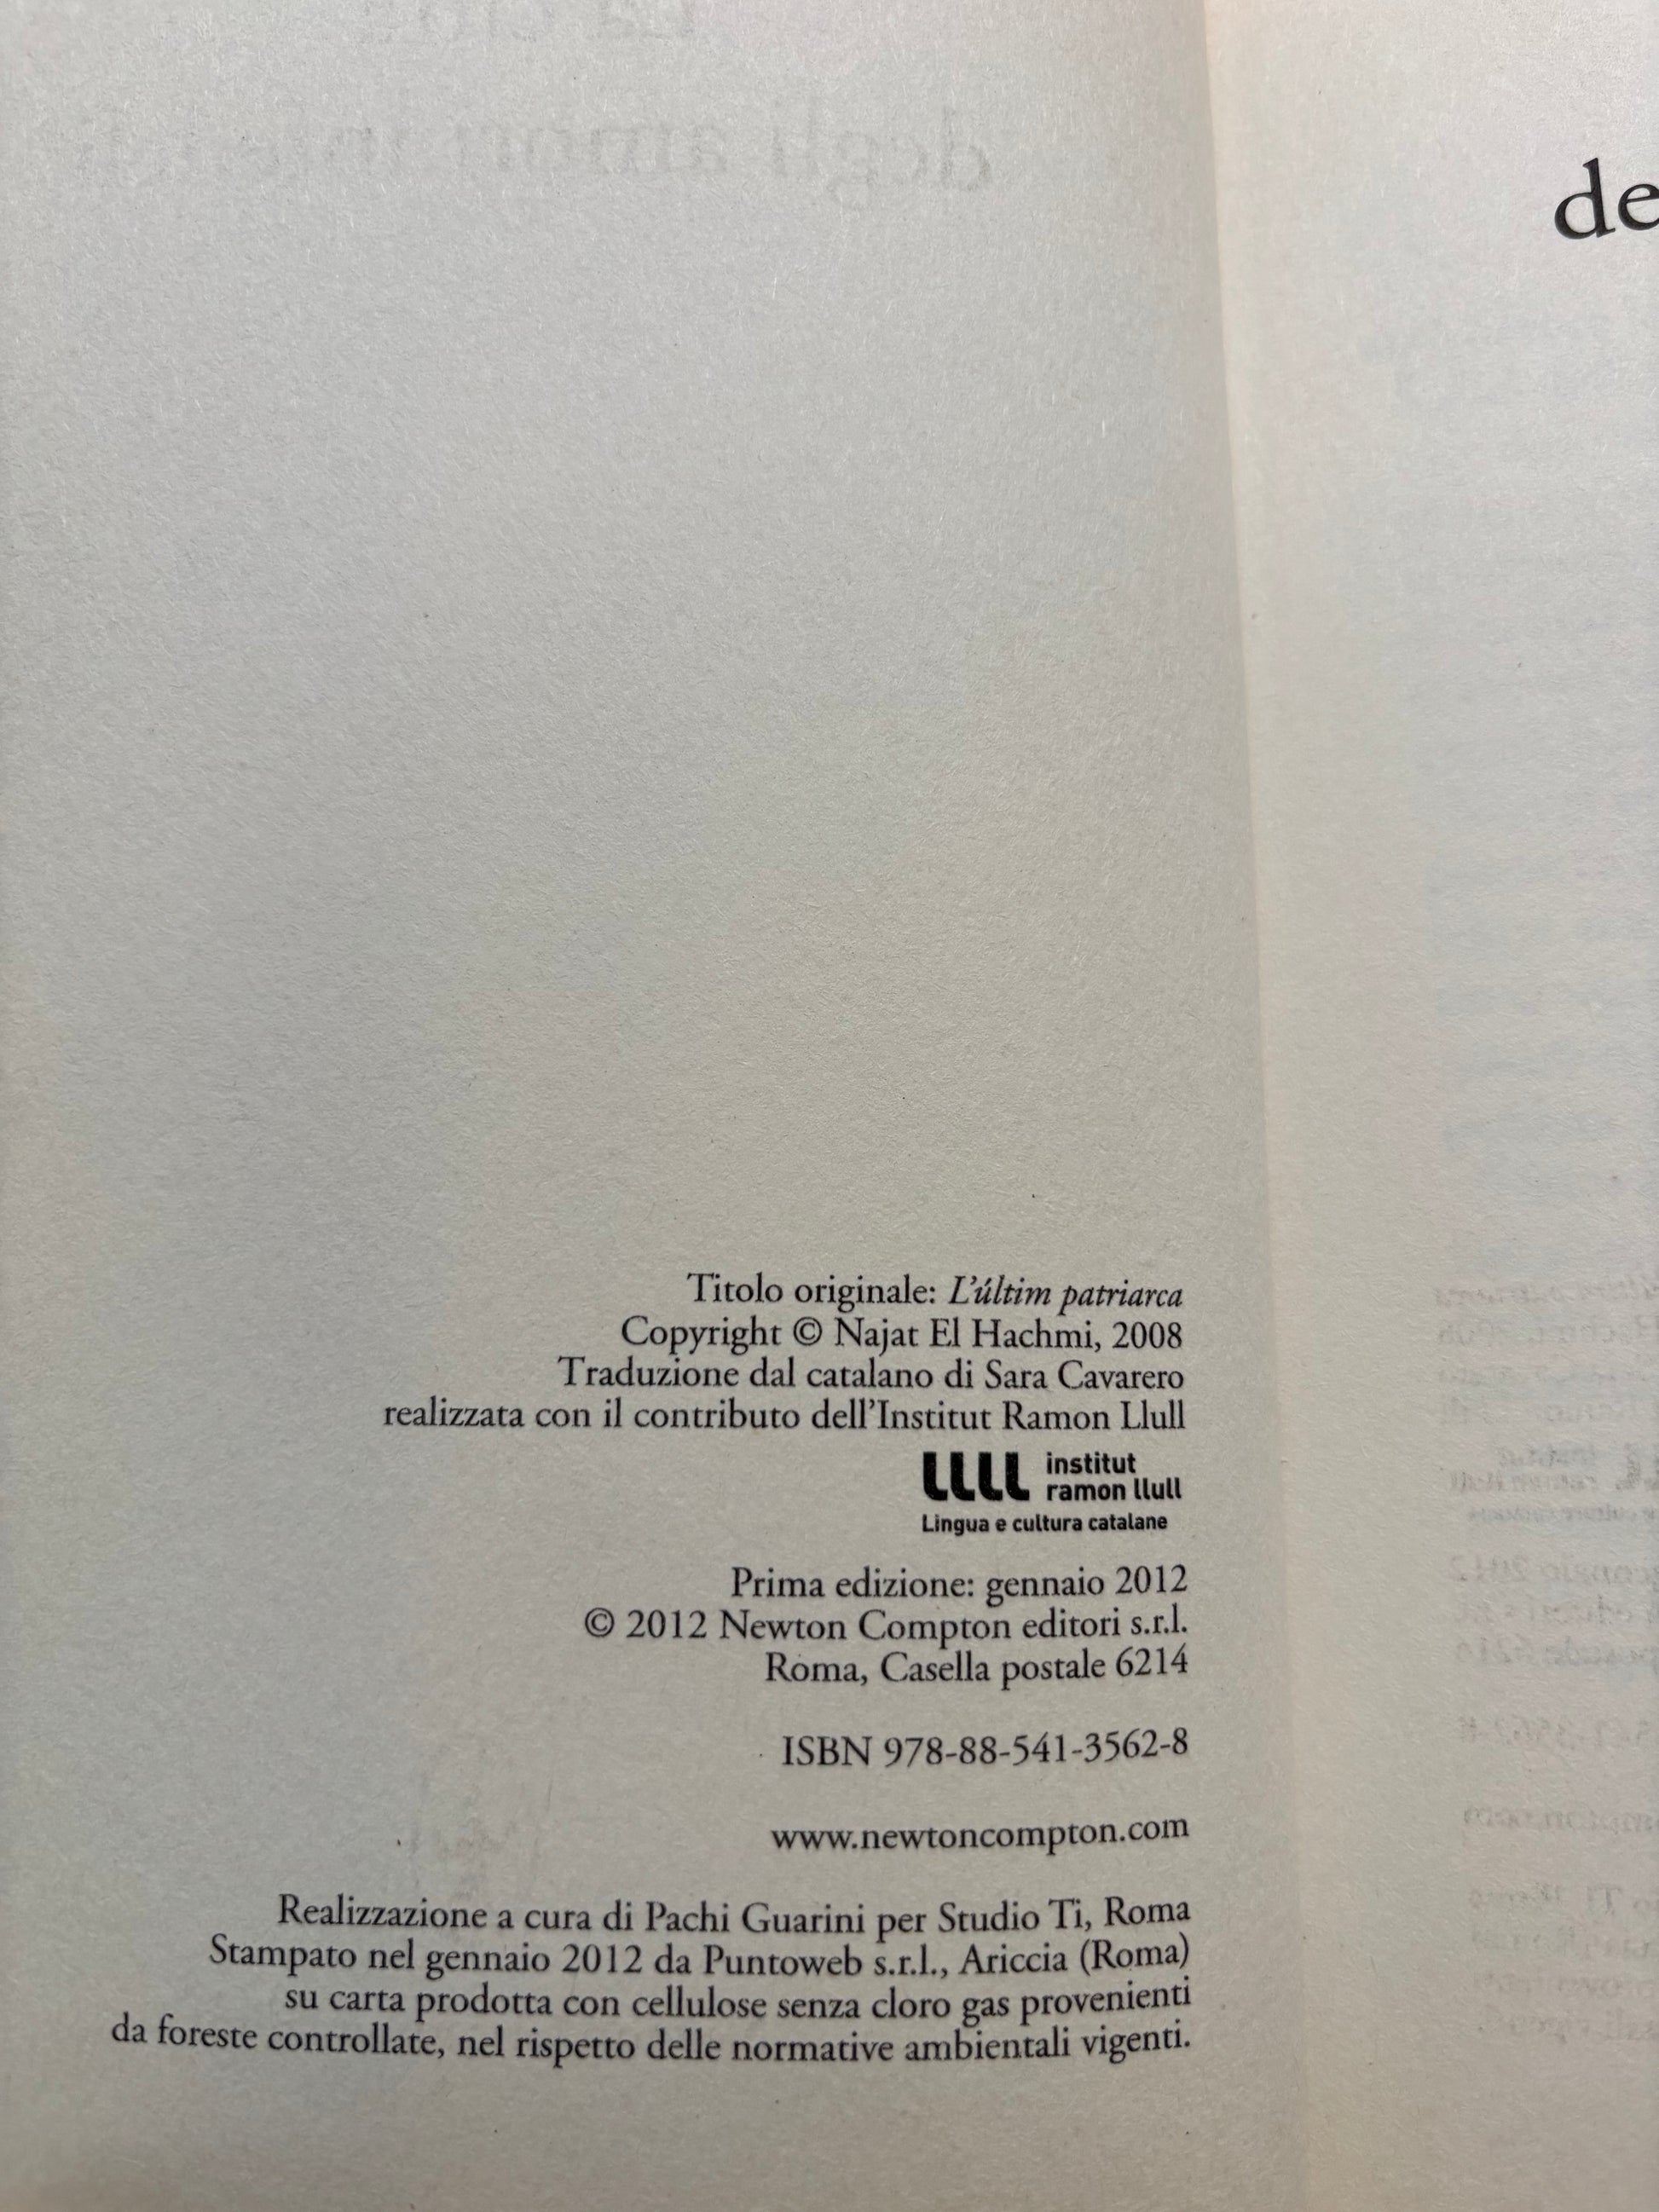 de
Titolo originale: L'últim patriarca
Copyright © Najat El Hachmi, 2008
Traduzione dal catalano di Sara Cavarero
realizzata con il contributo dell'Institut Ramon Llull
LLLL institut
ramon llull
Lingua e cultura catalane
Prima edizione: gennaio 2012
© 2012 Newton Compton editori s.r.l.
Roma, Casella postale 6214
ISBN 978-88-541-3562-8
www.newtoncompton.com
Realizzazione a cura di Pachi Guarini per Studio Ti, Roma
Stampato nel gennaio 2012 da Puntoweb s.r.l., Ariccia (Roma)
su carta prodotta con cellulose senza cloro gas provenienti
da foreste controllate, nel rispetto delle normative ambientali vigenti.